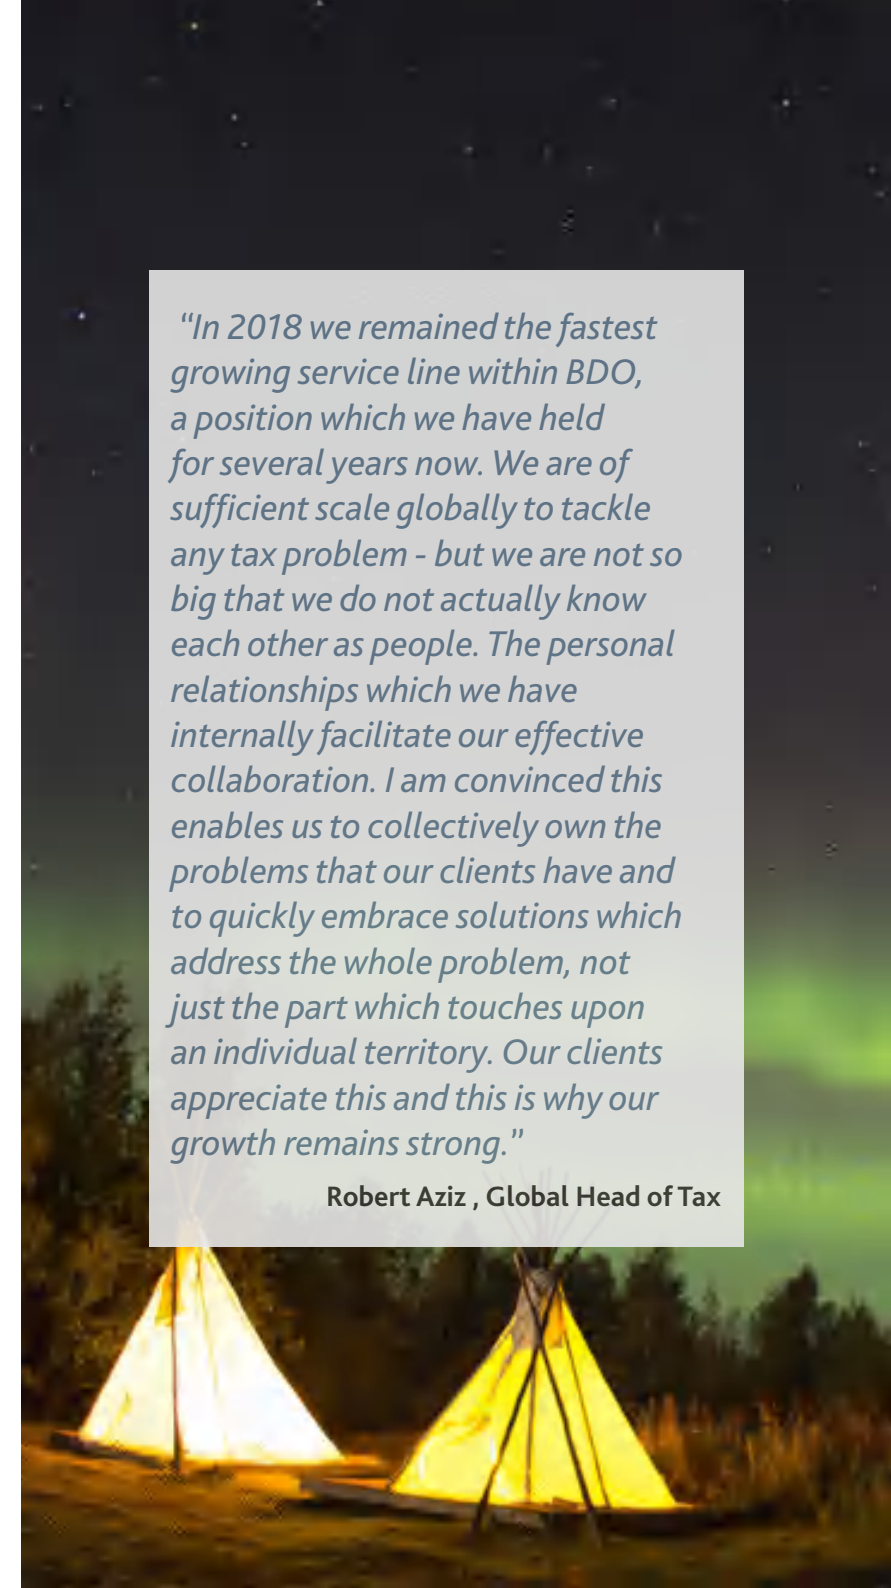 “In 2018 we remained the fastest
growing service line within BDO,
a position which we have held
for several years now. We are of
sufficient scale globally to tackle
any tax problem - but we are not so
big that we do not actually know
each other as people. The personal
relationships which we have
internally facilitate our effective
collaboration. I am convinced this
enables us to collectively own the
problems that our clients have and
to quickly embrace solutions which
address the whole problem, not
just the part which touches upon
an individual territory. Our clients
appreciate this and this is why our
growth remains strong.”
Robert Aziz , Global Head of Tax